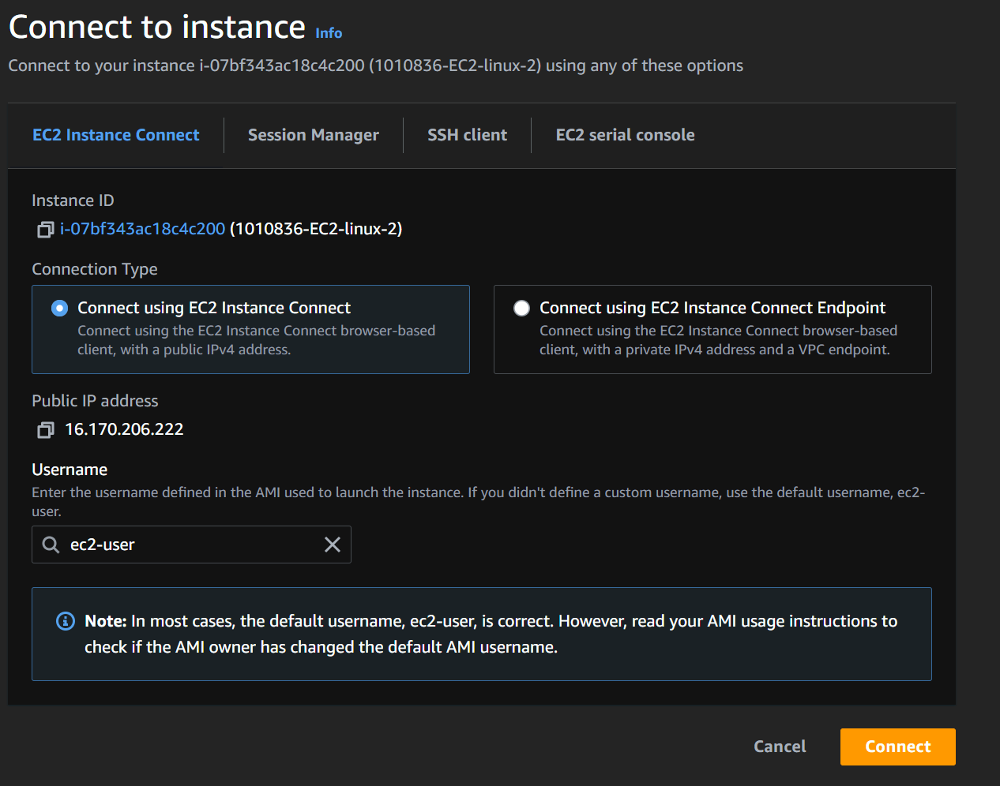 Connect to instance Info
Connect to your instance i-07bf343ac18c4c200 (1010836-EC2-linux-2) using any of these options
EC2 Instance Connect
Session Manager
SSH client
EC2 serial console
Instance ID
i-07bf343ac18c4c200 (1010836-EC2-linux-2)
Connection Type
Connect using EC2 Instance Connect
Connect using the EC2 Instance Connect browser-based
client, with a public IPv4 address.
Connect using EC2 Instance Connect Endpoint
Connect using the EC2 Instance Connect browser-based
client, with a private IPv4 address and a VPC endpoint.
Public IP address
16.170.206.222
Username
Enter the username defined in the AMI used to launch the instance. If you didn't define a custom username, use the default username, ec2-
user.
ec2-user
Note: In most cases, the default username, ec2-user, is correct. However, read your AMI usage instructions to
check if the AMI owner has changed the default AMI username.
Cancel
Connect